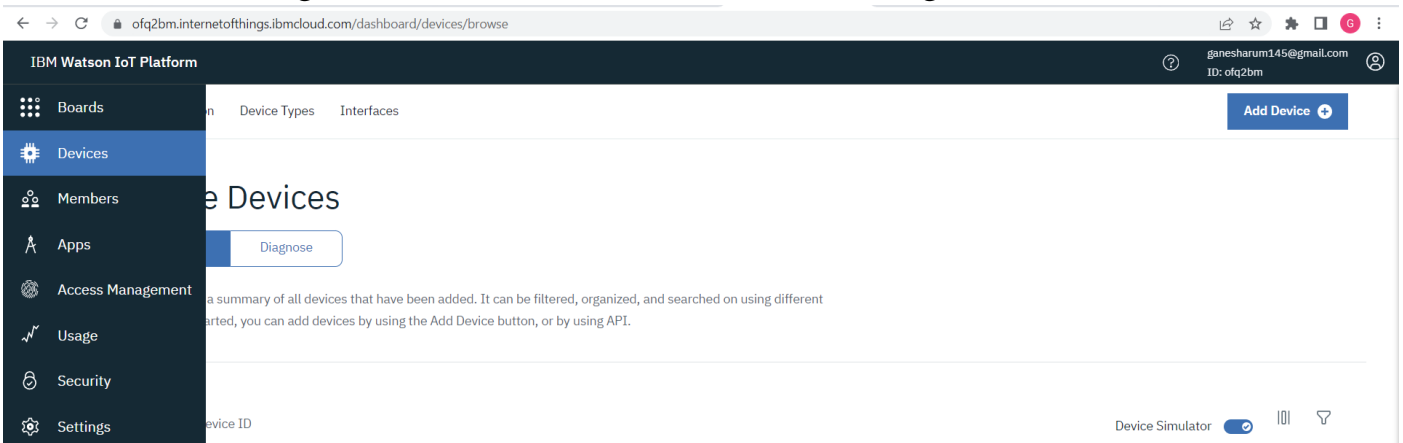 ofq2bm.internetofthings.ibmcloud.com/dashboard/devices/browse
G
IBM Watson IoT Platform
ganesharum145@gmail.com
ID: ofq2bm
Boards
n Device Types Interfaces
Add Device
Devices
Members
e Devices
Apps
Diagnose
Access Management
a summary of all devices that have been added. It can be filtered, organized, and searched on using different
arted, you can add devices by using the Add Device button, or by using API.
Usage
Security
Settings
evice ID
Device Simulator